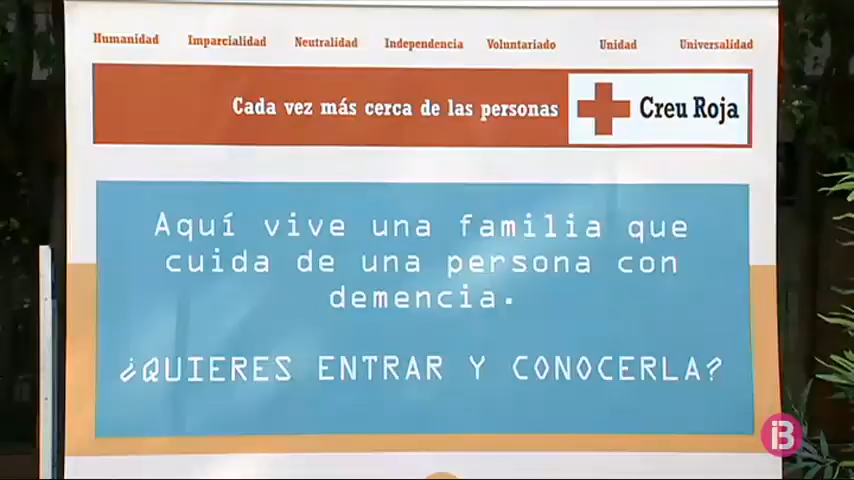 Humanidad Imparcialidad Neutralidad Independencia Voluntariado Unidad Universalidad
Cada vez más cerca de las personas Creu Roja
Aquí vive una familia que
cuida de una persona con
demencia.
¿QUIERES ENTRAR Y CONOCERLA?
iB